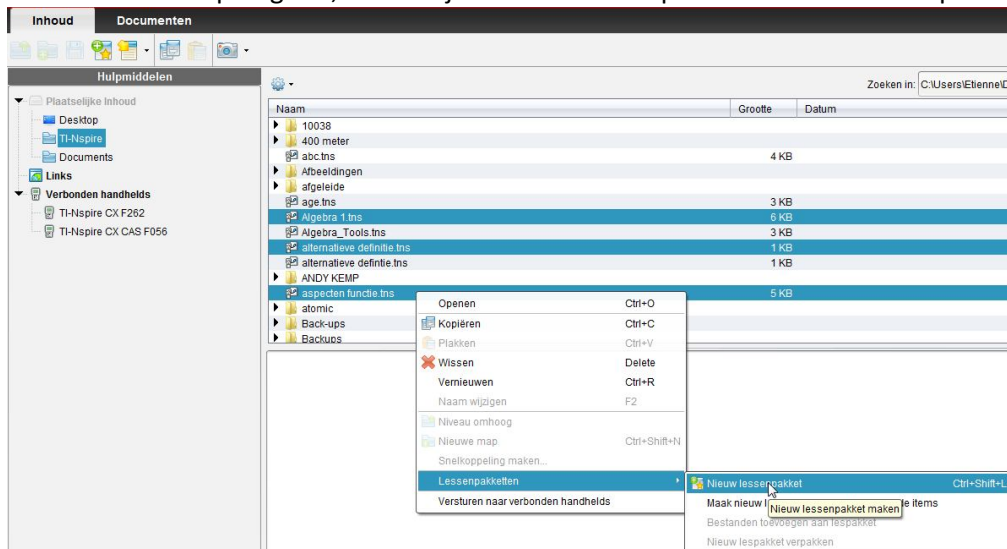 Inhoud Documenten
Hulpmiddelen
Zoeken in: C:\Users\Etienne\D
Plaatselijke Inhoud
Desktop
TI-Nspire
Documents
Links
Verbonden handhelds
TI-Nspire CX F262
TI-Nspire CX CAS F056
Naam Grootte Datum
10038
400 meter
abc.tns 4 KB
Afbeeldingen
afgeleide
age.tns 3 KB
Algebra 1.tns 6 KB
Algebra_Tools.tns 3 KB
alternatieve definitie.tns 1 KB
alternatieve defintie.tns 1 KB
ANDY KEMP
aspecten functie.tns 5 KB
atomic
Back-ups
Backups
Openen Ctrl+O
Kopiëren Ctrl+C
Plakken Ctrl+V
Wissen Delete
Vernieuwen Ctrl+R
Naam wijzigen F2
Niveau omhoog
Nieuwe map Ctrl+Shift+N
Snelkoppeling maken...
Lessenpakketten
Versturen naar verbonden handhelds
Nieuw lessenpakket Ctrl+Shift+L
Maak nieuw items
Nieuw lessenpakket maken
Bestanden toevoegen aan lespakket
Nieuw lespakket verpakken